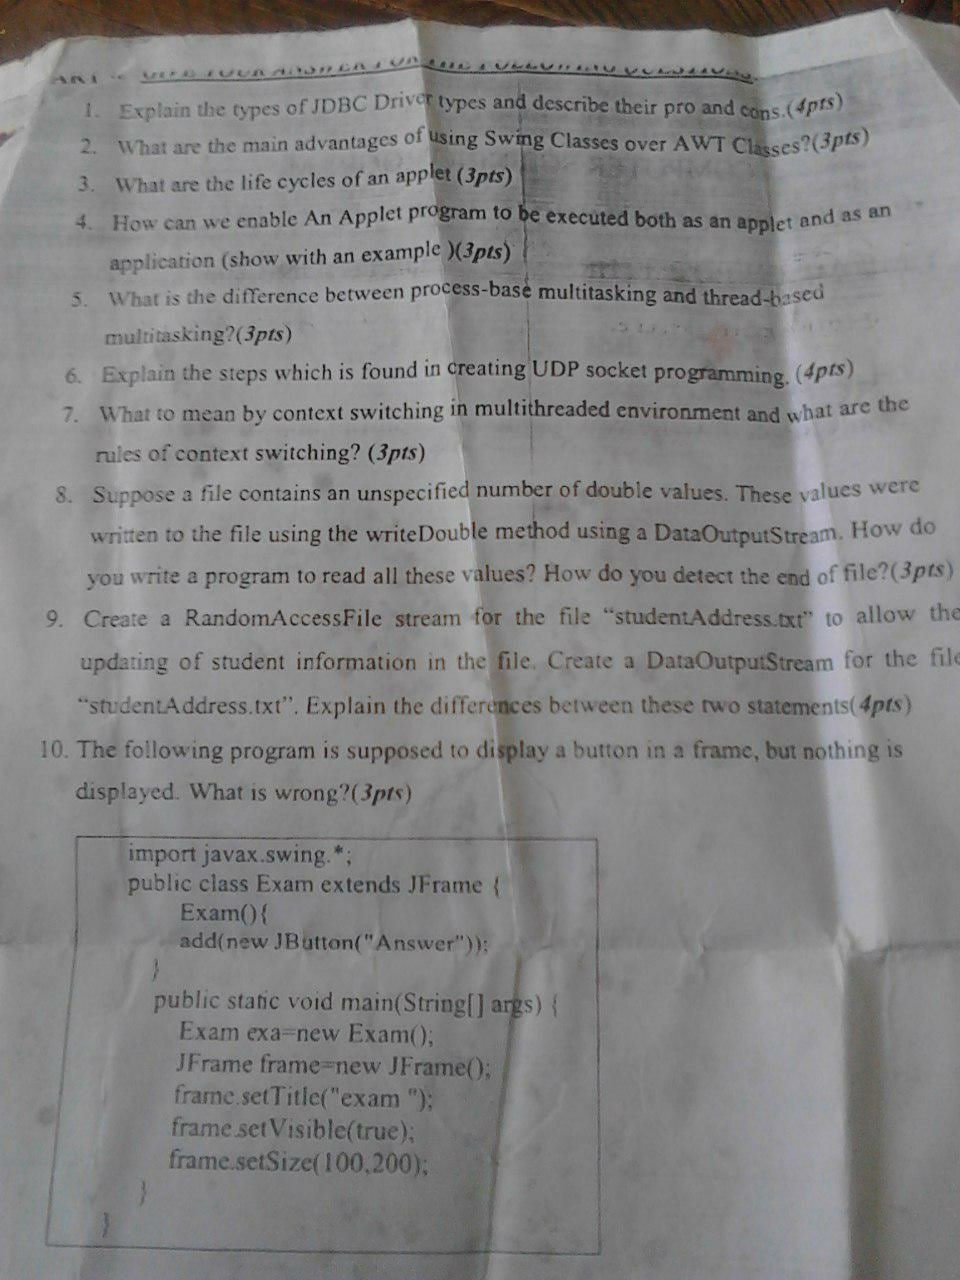 1. Explain the types of JDBC Driver types and describe their pro and cons.(4pts)
2. What are the main advantages of using Swing Classes over AWT Classes?(3pts)
3. What are the life cycles of an applet (3pts)
4. How can we enable An Applet program to be executed both as an applet and as an
application (show with an example )(3pts)
5. What is the difference between process-base multitasking and thread-based
multitasking?(3pts)
6. Explain the steps which is found in creating UDP socket programming. (4pts)
7. What to mean by context switching in multithreaded environment and what are the
rules of context switching? (3pts)
8. Suppose a file contains an unspecified number of double values. These values were
written to the file using the writeDouble method using a DataOutputStream. How do
you write a program to read all these values? How do you detect the end of file?(3pts)
9. Create a RandomAccessFile stream for the file “studentAddress.txt” to allow the
updating of student information in the file. Create a DataOutputStream for the file
“studentAddress.txt”. Explain the differences between these two statements(4pts)
10. The following program is supposed to display a button in a frame, but nothing is
displayed. What is wrong?(3pts)
import javax.swing.*;
public class Exam extends JFrame {
Exam(){
add(new JButton("Answer"));
}
public static void main(String[] args) {
Exam exa=new Exam();
JFrame frame=new JFrame();
frame.setTitle("exam ");
frame.setVisible(true);
frame.setSize(100,200);
}
}